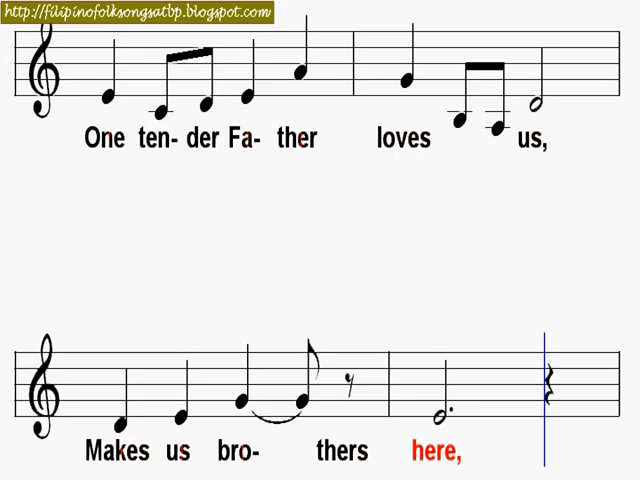 http://filipinofolksongsatbp.blogspot.com
One ten- der Fa- ther loves us,
Makes us bro- thers here,